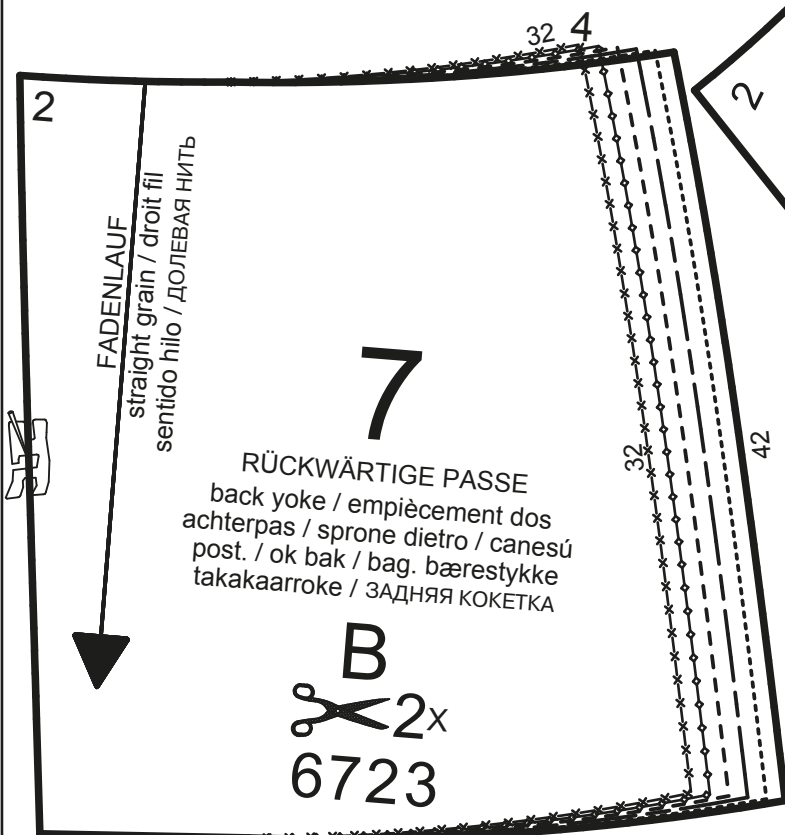 32 4
2
2
FADENLAUF
straight grain / droit fil
sentido hilo / ДОЛЕВАЯ НИТЬ
7
32
42
RÜCKWÄRTIGE PASSE
back yoke / empiècement dos
achterpas / sprone dietro / canesú
post. / ok bak / bag. bærestykke
takakaarroke / ЗАДНЯЯ КОКЕТКА
B
2x
6723